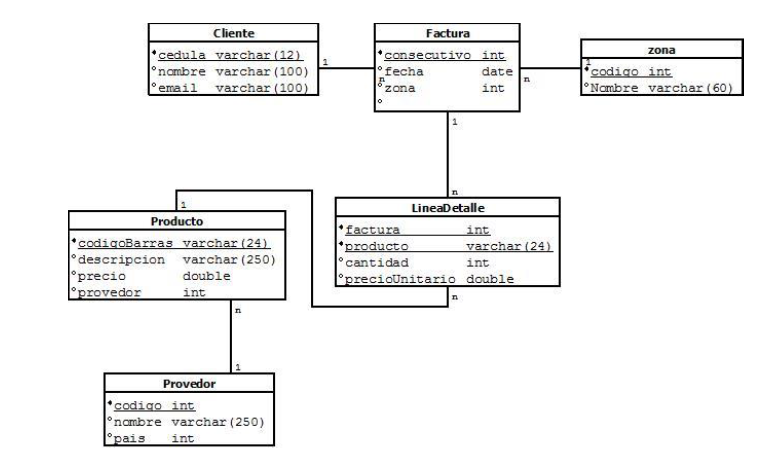 Cliente
cedula varchar(12)
nombre varchar(100)
email varchar(100)
1
n
Factura
consecutivo int
fecha date
zona int
n
1
zona
codigo int
Nombre varchar(60)
1
n
LineaDetalle
factura int
producto varchar(24)
cantidad int
precioUnitario double
n
1
Producto
codigoBarras varchar(24)
descripcion varchar(250)
precio double
provedor int
n
1
Provedor
codigo int
nombre varchar(250)
pais int